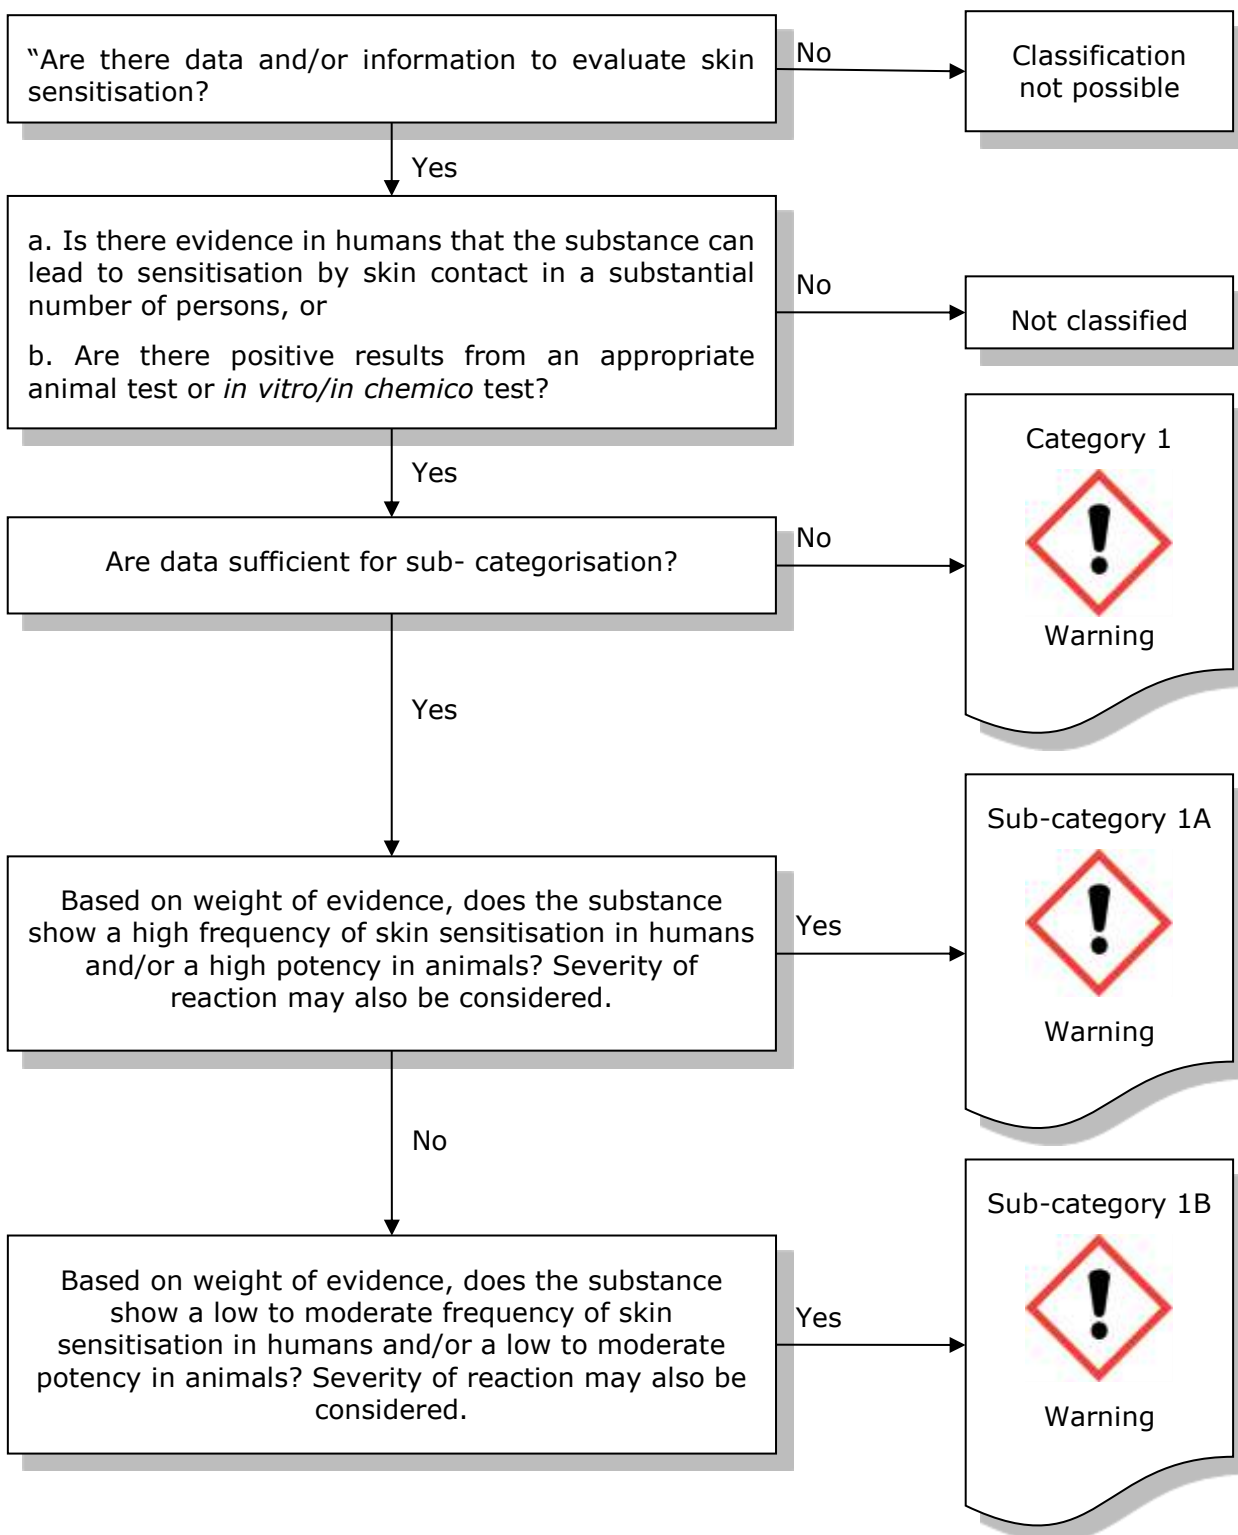 “Are there data and/or information to evaluate skin
sensitisation?
No
Classification
not possible
Yes
a. Is there evidence in humans that the substance can
lead to sensitisation by skin contact in a substantial
number of persons, or
b. Are there positive results from an appropriate
animal test or in vitro/in chemico test?
No
Not classified
Yes
Are data sufficient for sub- categorisation?
No
Category 1
Warning
Yes
Based on weight of evidence, does the substance
show a high frequency of skin sensitisation in humans
and/or a high potency in animals? Severity of
reaction may also be considered.
Yes
Sub-category 1A
Warning
No
Based on weight of evidence, does the substance
show a low to moderate frequency of skin
sensitisation in humans and/or a low to moderate
potency in animals? Severity of reaction may also be
considered.
Yes
Sub-category 1B
Warning